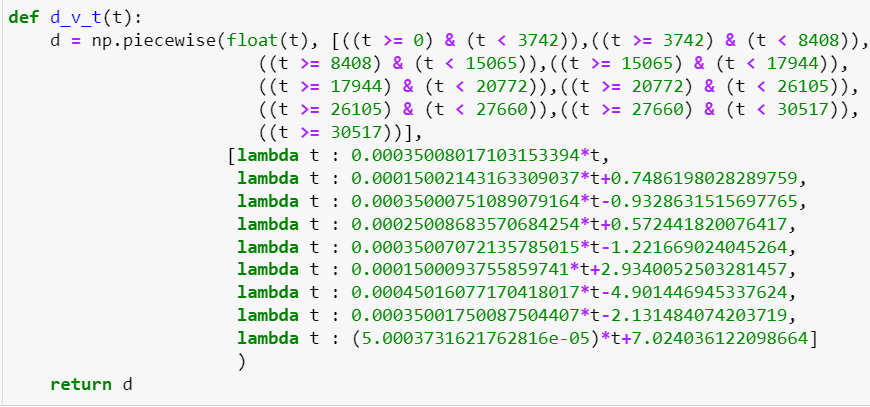 def d_v_t(t):
    d = np.piecewise(float(t), [((t >= 0) & (t < 3742)),((t >= 3742) & (t < 8408)),
                       ((t >= 8408) & (t < 15065)),((t >= 15065) & (t < 17944)),
                       ((t >= 17944) & (t < 20772)),((t >= 20772) & (t < 26105)),
                       ((t >= 26105) & (t < 27660)),((t >= 27660) & (t < 30517)),
                       ((t >= 30517))],
                    [lambda t : 0.00035008017103153394*t,
                     lambda t : 0.00015002143163309037*t+0.7486198028289759,
                     lambda t : 0.00035000751089079164*t-0.9328631515697765,
                     lambda t : 0.00025008683570684254*t+0.572441820076417,
                     lambda t : 0.00035007072135785015*t-1.221669024045264,
                     lambda t : 0.0001500093755859741*t+2.9340052503281457,
                     lambda t : 0.00045016077170418017*t-4.901446945337624,
                     lambda t : 0.00035001750087504407*t-2.131484074203719,
                     lambda t : (5.0003731621762816e-05)*t+7.024036122098664]
                     )
    return d